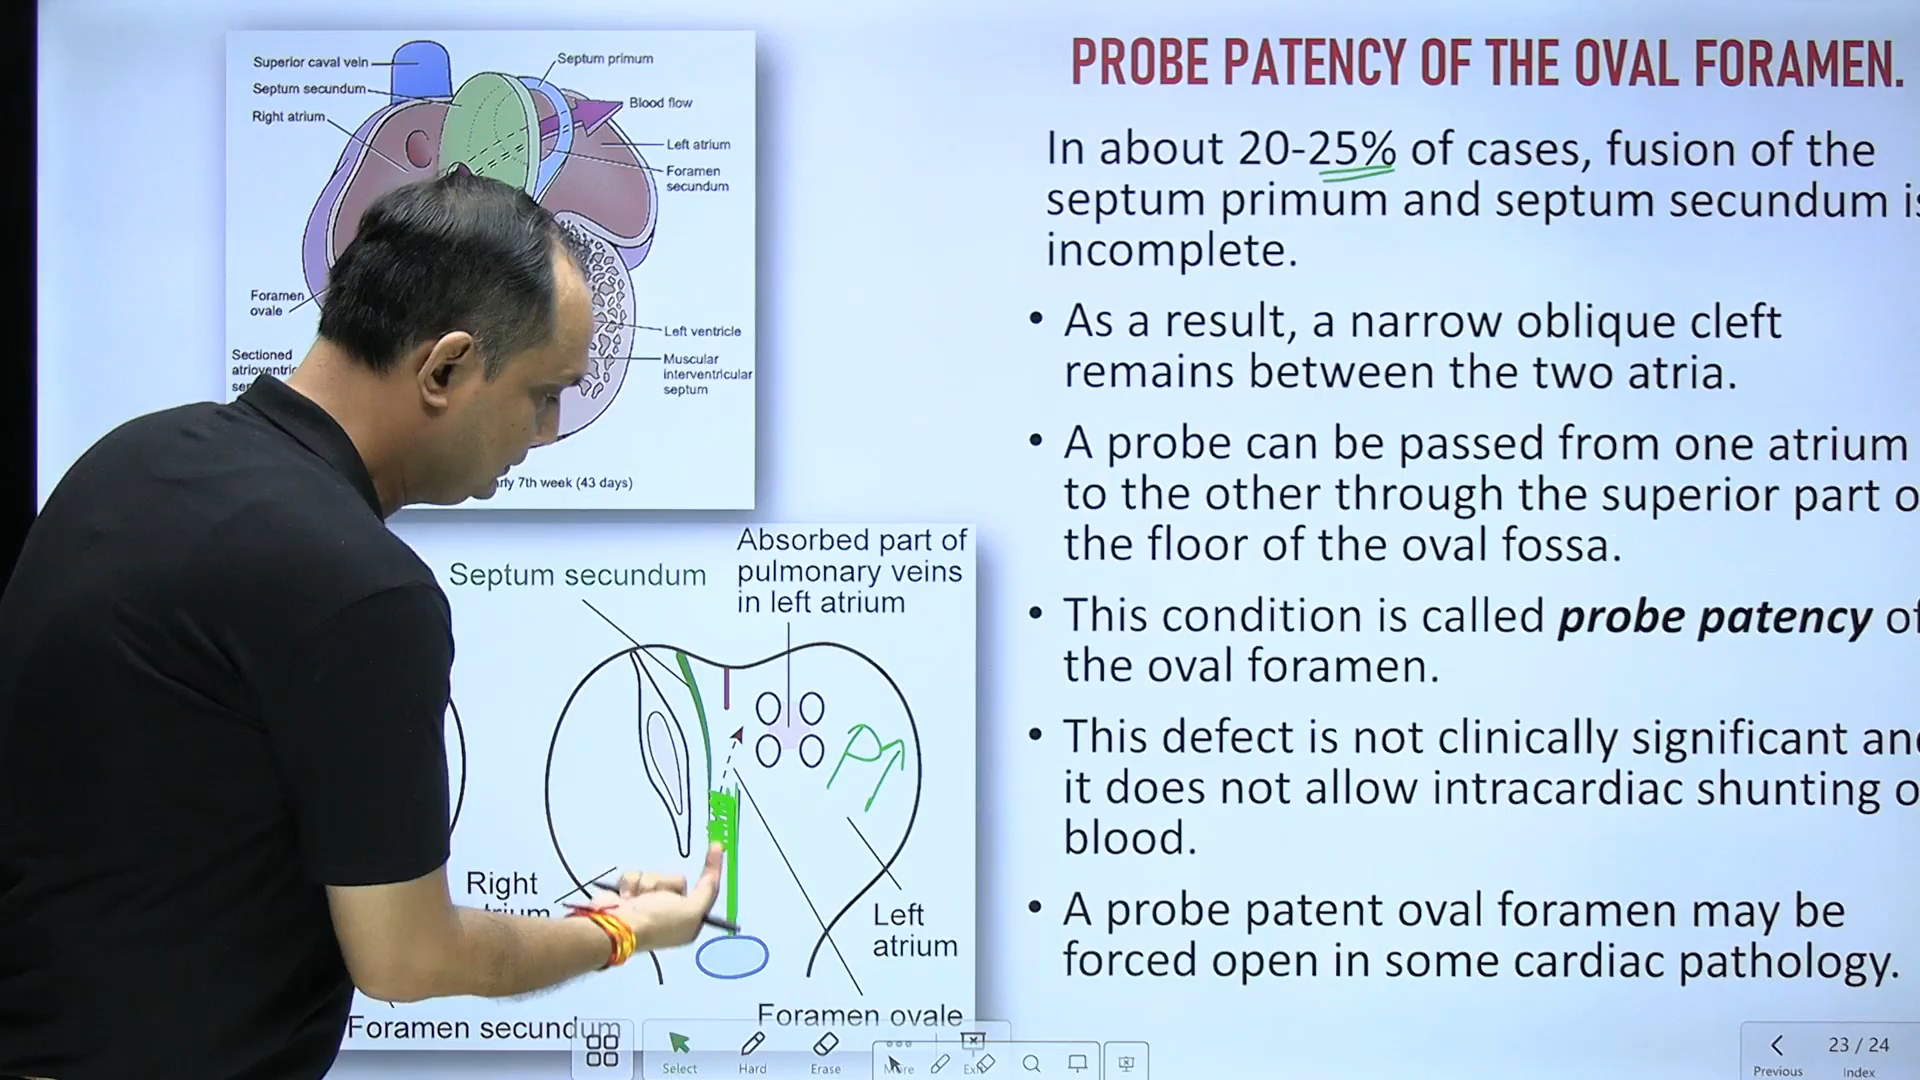 Superior caval vein
Septum secundum
Right atrium
Septum primum
Blood flow
Left atrium
Foramen
secundum
Foramen
ovale
Sectioned
Left ventricle
Muscular
interventricular
septum
7th week (43 days)
Septum secundum
Absorbed part of
pulmonary veins
in left atrium
Right
Left
atrium
Foramen ovale
Foramen secundum
PROBE PATENCY OF THE OVAL FORAMEN.
In about 20-25% of cases, fusion of the
septum primum and septum secundum is
incomplete.
• As a result, a narrow oblique cleft
remains between the two atria.
• A probe can be passed from one atrium
to the other through the superior part o
the floor of the oval fossa.
• This condition is called probe patency of
the oval foramen.
• This defect is not clinically significant and
it does not allow intracardiac shunting o
blood.
• A probe patent oval foramen may be
forced open in some cardiac pathology.
Select
Hard
Erase
More
Previous
23 / 24
Index